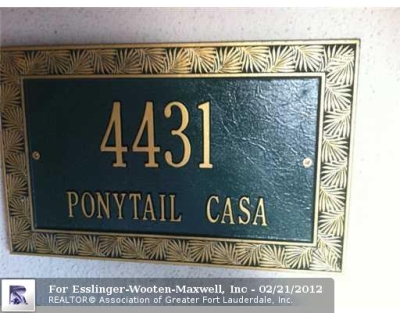 4431
PONYTAIL CASA
For Esslinger-Wooten-Maxwell, Inc - 02/21/2012
REALTOR® Association of Greater Fort Lauderdale, Inc.